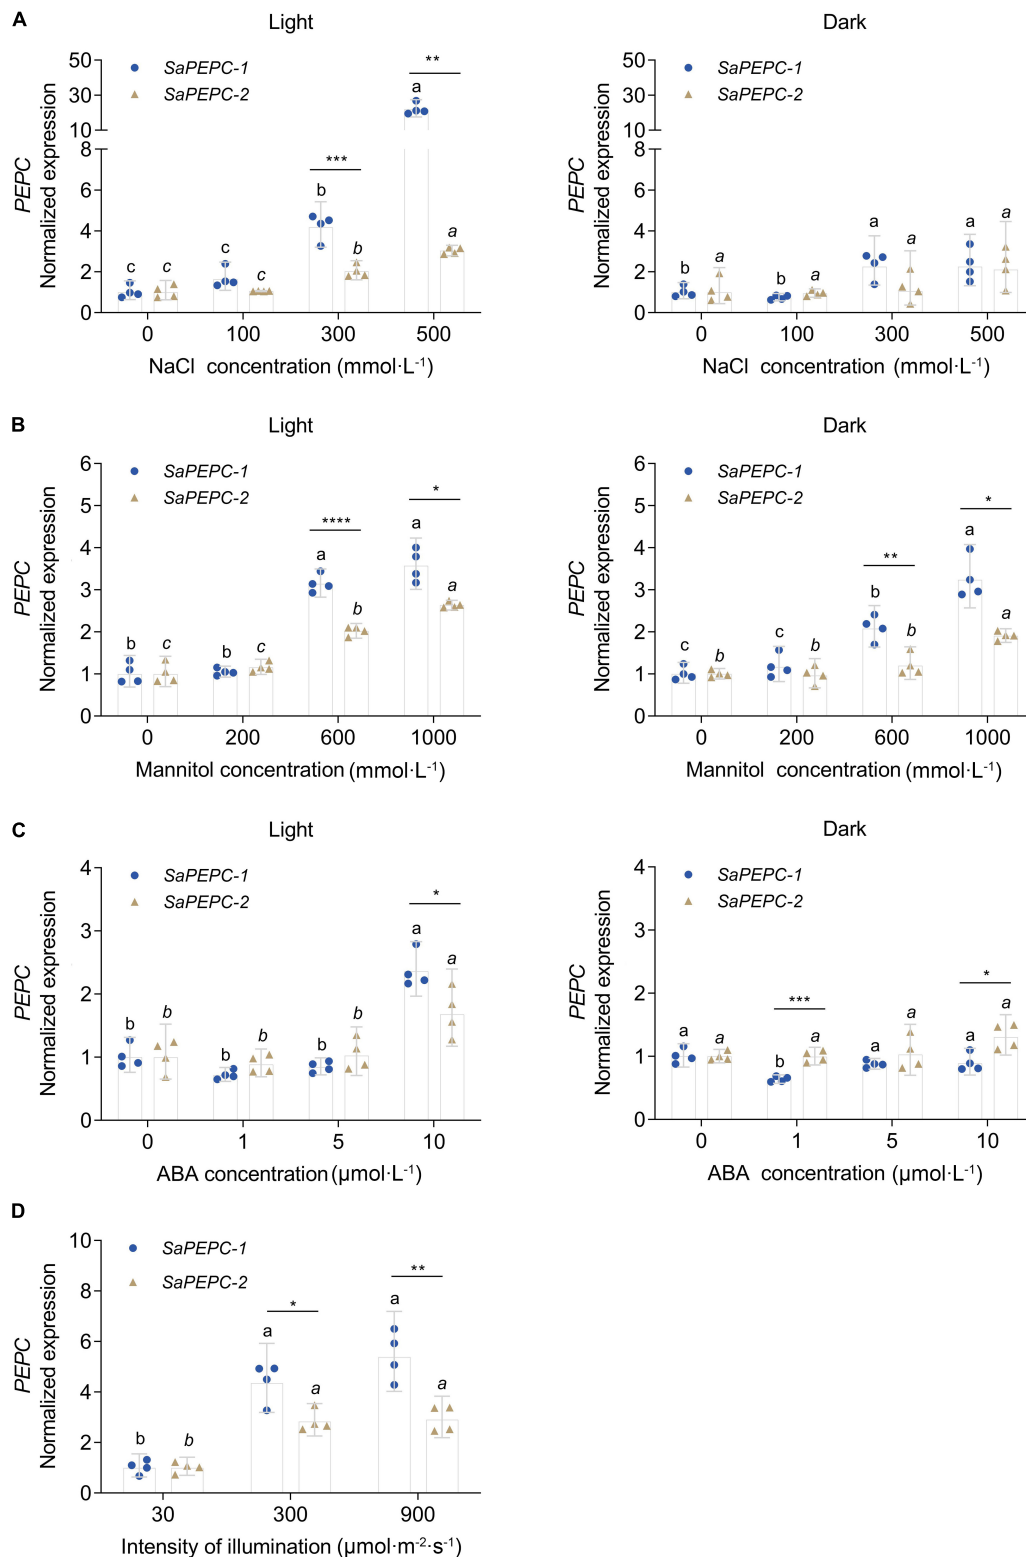 A
Light
Dark
PEPC
Normalized expression
50
30
10
8
6
4
2
0
SaPEPC-1
SaPEPC-2
c
c
c
c
***
b
b
**
a
a
0
100
300
500
NaCl concentration (mmol·L-1)
PEPC
Normalized expression
50
30
10
8
6
4
2
0
SaPEPC-1
SaPEPC-2
b
a
b
a
a
a
a
a
0
100
300
500
NaCl concentration (mmol·L-1)
B
Light
Dark
PEPC
Normalized expression
6
5
4
3
2
1
0
SaPEPC-1
SaPEPC-2
b
c
b
c
****
a
b
*
a
a
0
200
600
1000
Mannitol concentration (mmol·L-1)
PEPC
Normalized expression
6
5
4
3
2
1
0
SaPEPC-1
SaPEPC-2
c
b
c
b
**
b
b
*
a
a
0
200
600
1000
Mannitol concentration (mmol·L-1)
C
Light
Dark
PEPC
Normalized expression
4
3
2
1
0
SaPEPC-1
SaPEPC-2
b
b
b
b
b
b
*
a
a
0
1
5
10
ABA concentration (µmol·L-1)
PEPC
Normalized expression
4
3
2
1
0
SaPEPC-1
SaPEPC-2
a
a
***
b
a
a
a
*
a
a
0
1
5
10
ABA concentration (µmol·L-1)
D
PEPC
Normalized expression
10
8
6
4
2
0
SaPEPC-1
SaPEPC-2
b
b
*
a
a
**
a
a
30
300
900
Intensity of illumination (µmol·m-2·s-1)